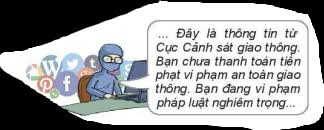 ... Đây là thông tin từ
Cục Cảnh sát giao thông.
Bạn chưa thanh toán tiền
phạt vi phạm an toàn giao
thông. Bạn đang vi phạm
pháp luật nghiêm trọng...